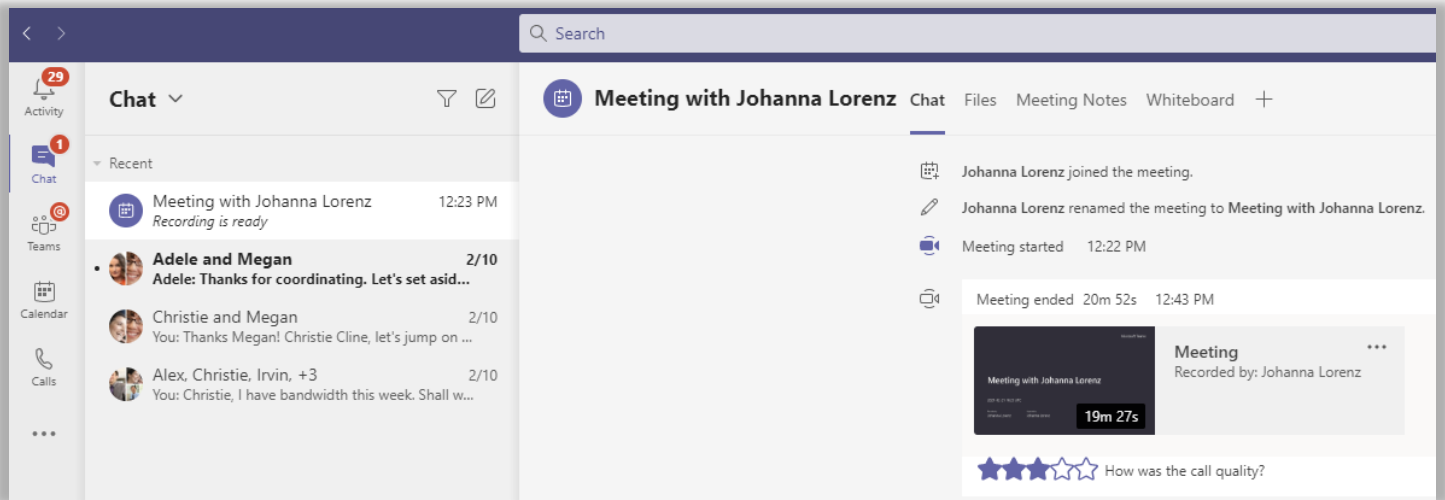 Search
29
Activity
1
Chat
@
Teams
Calendar
Calls
Chat
Recent
Meeting with Johanna Lorenz 12:23 PM
Recording is ready
Adele and Megan 2/10
Adele: Thanks for coordinating. Let's set asid...
Christie and Megan 2/10
You: Thanks Megan! Christie Cline, let's jump on ...
Alex, Christie, Irvin, +3 2/10
You: Christie, I have bandwidth this week. Shall w...
Meeting with Johanna Lorenz Chat Files Meeting Notes Whiteboard
Johanna Lorenz joined the meeting.
Johanna Lorenz renamed the meeting to Meeting with Johanna Lorenz.
Meeting started 12:22 PM
Meeting ended 20m 52s 12:43 PM
Meeting with Johanna Lorenz
19m 27s
Meeting
Recorded by: Johanna Lorenz
How was the call quality?